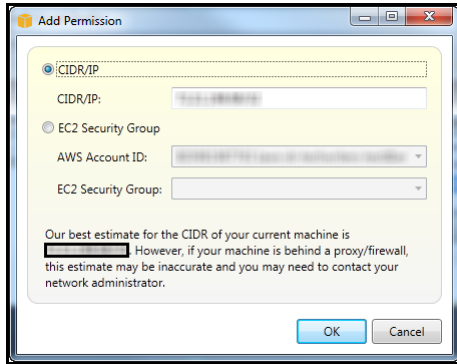 Add Permission
CIDR/IP
CIDR/IP:
EC2 Security Group
AWS Account ID:
EC2 Security Group:
Our best estimate for the CIDR of your current machine is
. However, if your machine is behind a proxy/firewall,
this estimate may be inaccurate and you may need to contact your
network administrator.
OK
Cancel